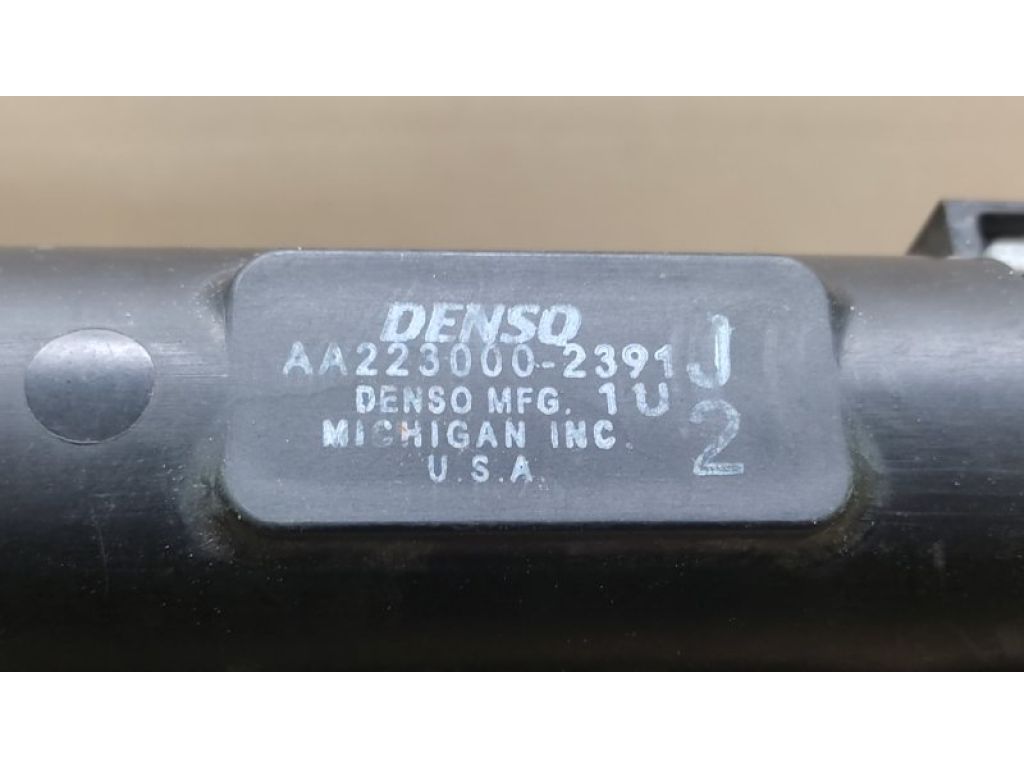 DENSO
AA223000-2391 J
DENSO MFG. 1U
MICHIGAN INC. 2
U.S.A.